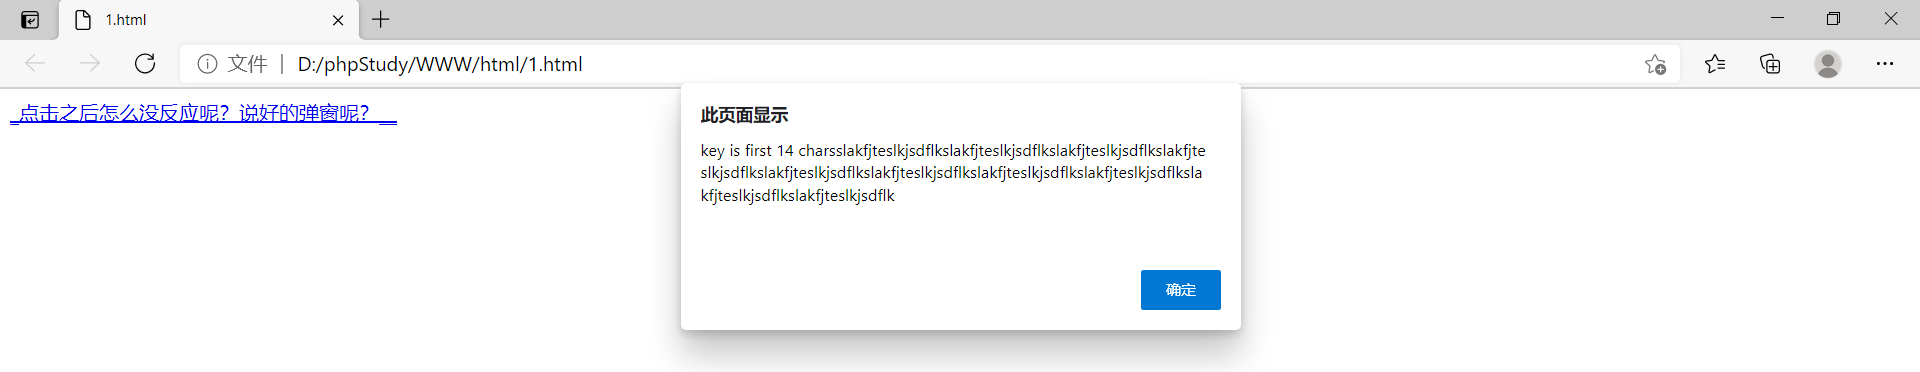 1.html
文件 | D:/phpStudy/WWW/html/1.html
_点击之后怎么没反应呢？说好的弹窗呢？__
此页面显示
key is first 14 charsslakfjteslkjsdflkslakfjteslkjsdflkslakfjteslkjsdflkslakfjte
slkjsdflkslakfjteslkjsdflkslakfjteslkjsdflkslakfjteslkjsdflkslakfjteslkjsdflksla
kfjteslkjsdflkslakfjteslkjsdflk
确定